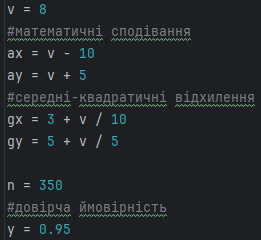 v = 8
#математичні сподівання
ax = v - 10
ay = v + 5
#середні-квадратичні відхилення
gx = 3 + v / 10
gy = 5 + v / 5
n = 350
#довірча ймовірність
y = 0.95